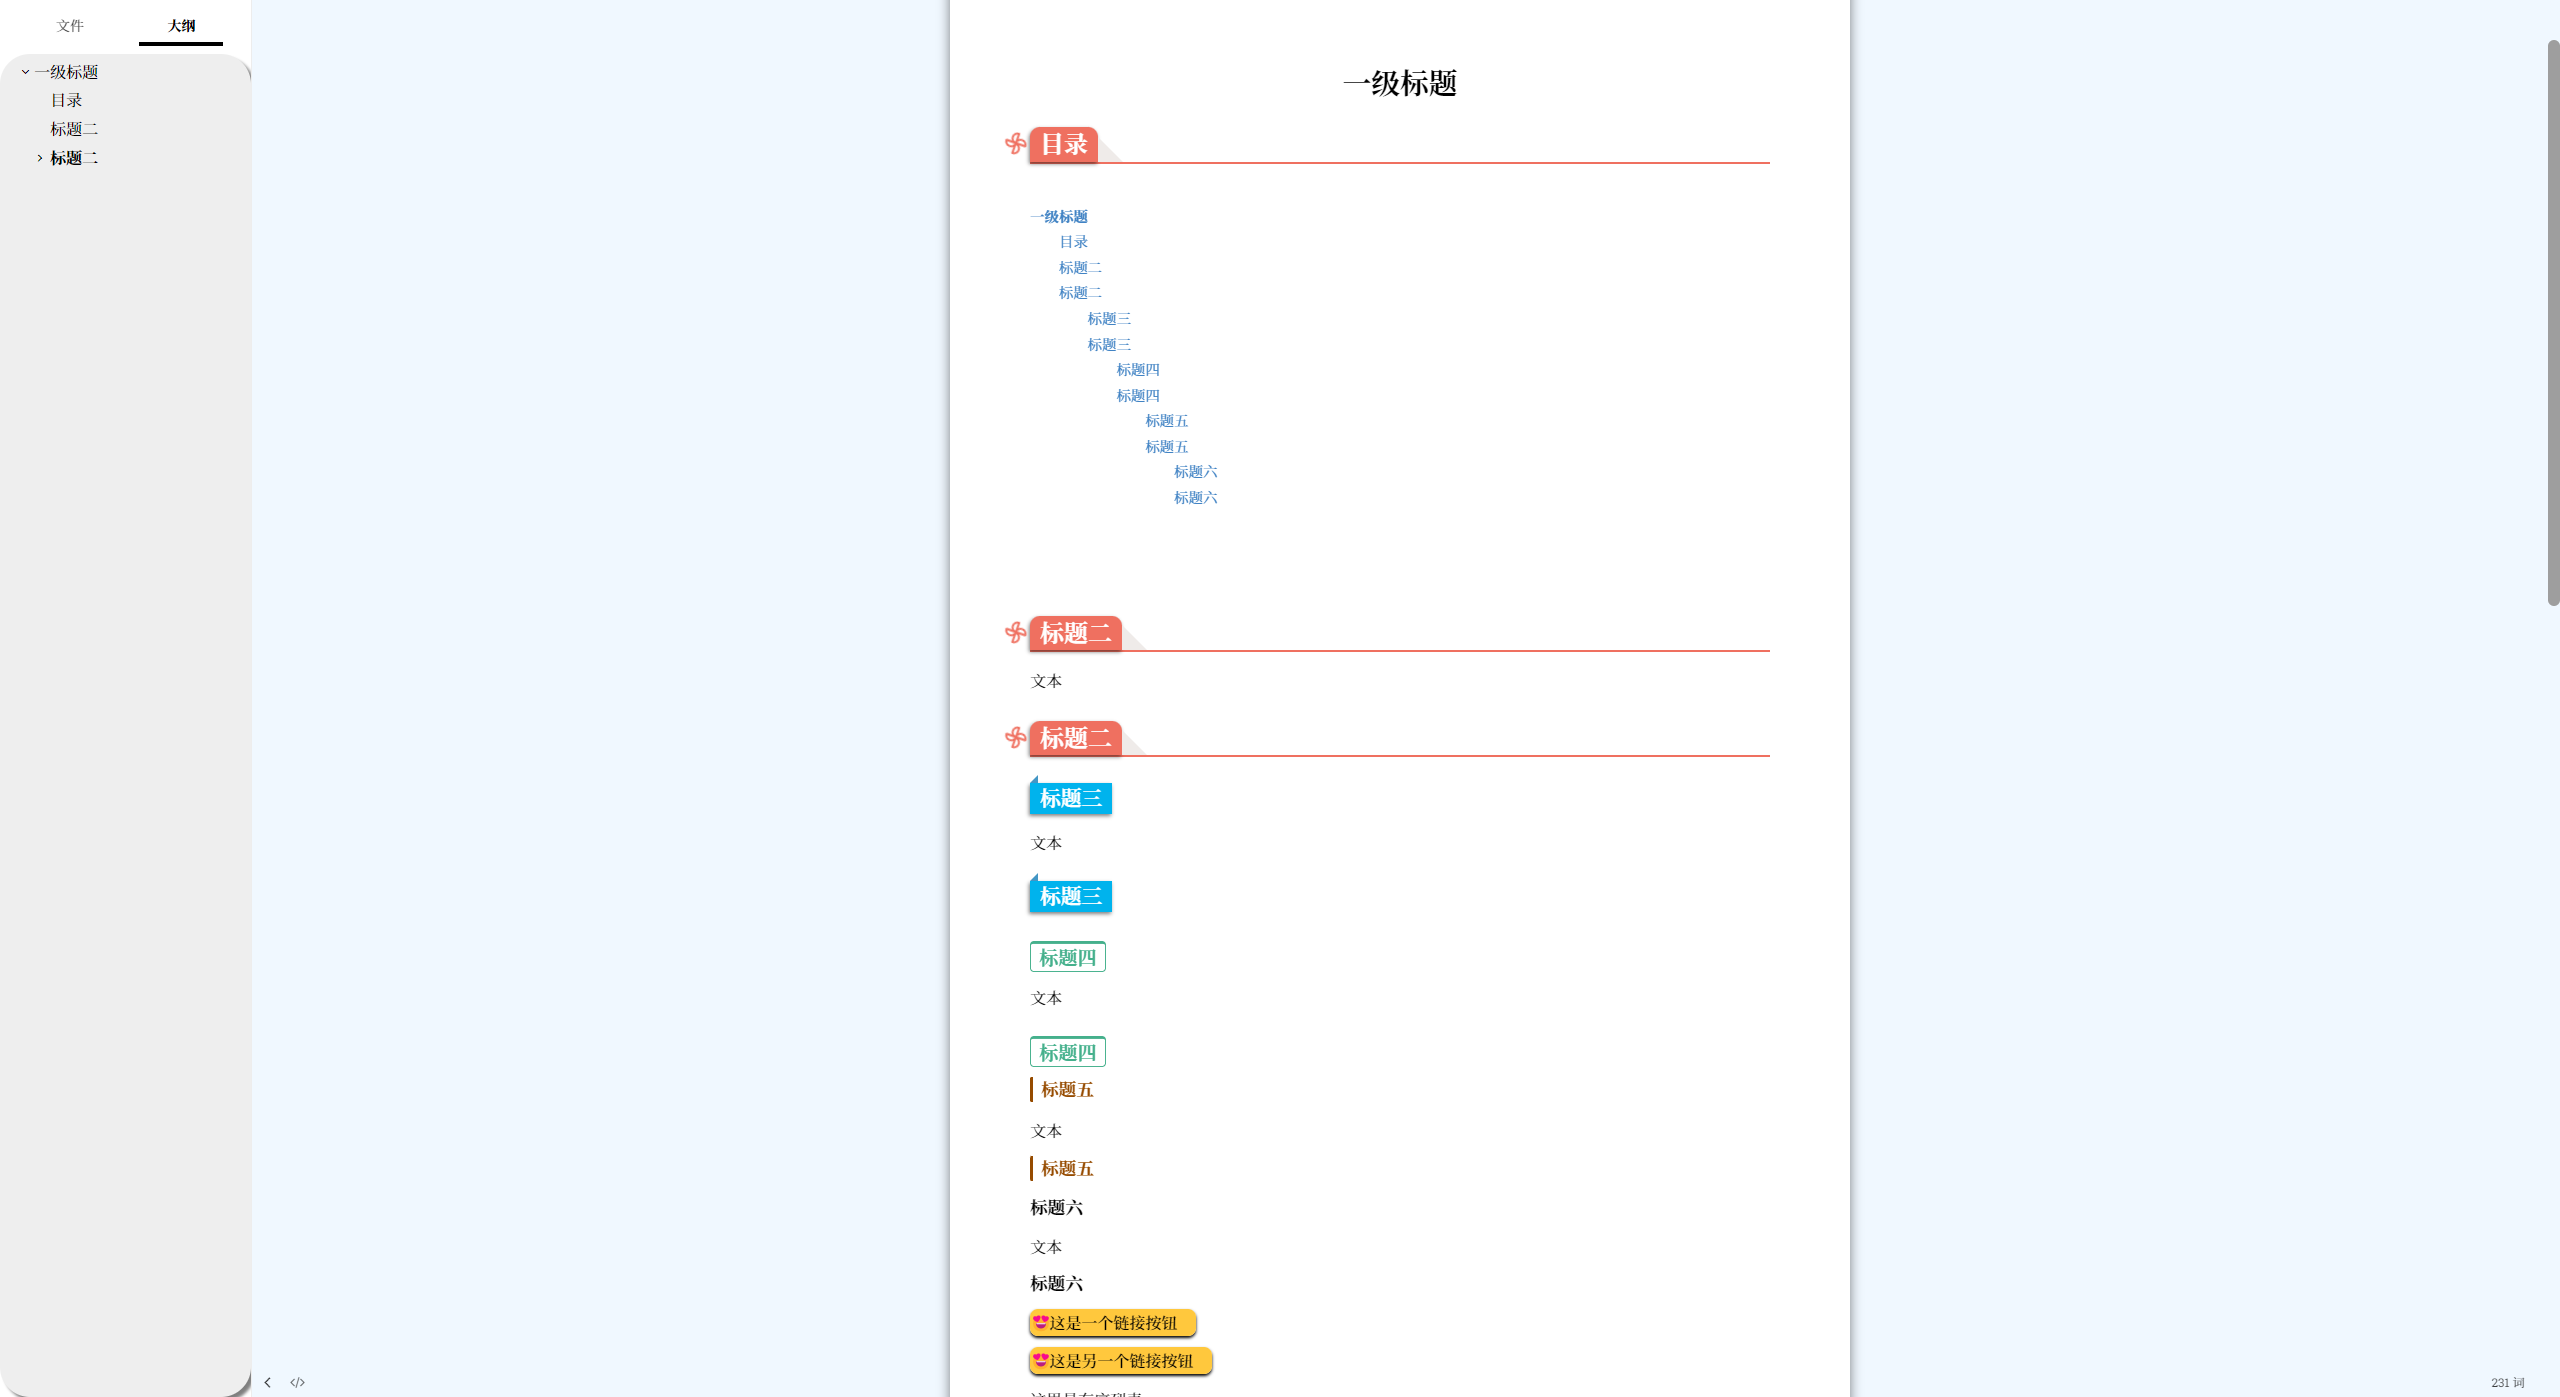 文件 大纲
一级标题
目录
标题二
标题二
一级标题
目录
一级标题
目录
标题二
标题二
标题三
标题三
标题四
标题四
标题五
标题五
标题六
标题六
标题二
文本
标题二
标题三
文本
标题三
标题四
文本
标题四
标题五
文本
标题五
标题六
文本
标题六
这是一个链接按钮
这是另一个链接按钮
</>
231 词